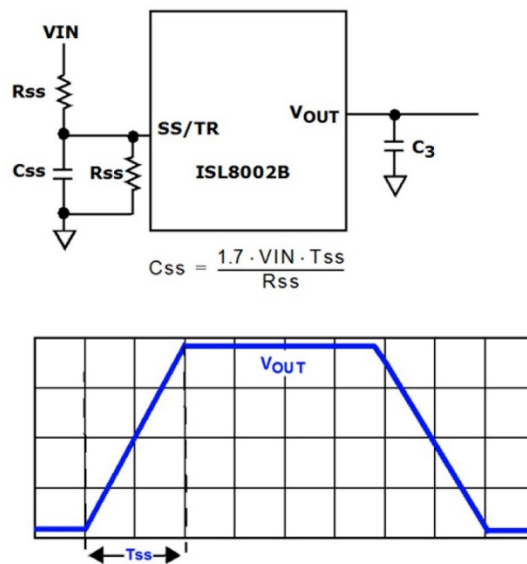 VIN
Rss
SS/TR
VOUT
Css
Rss
ISL8002B
C3
Css = 1.7 · VIN · Tss / Rss
VOUT
Tss